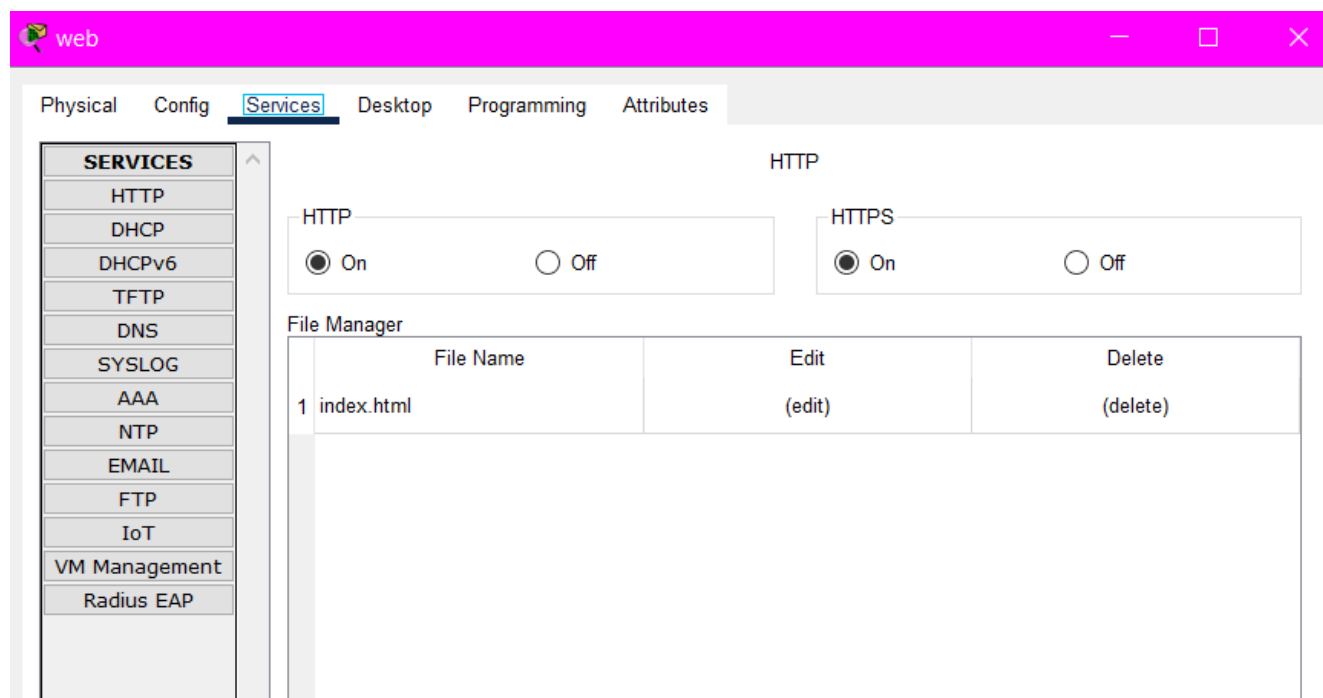 web
Physical Config Services Desktop Programming Attributes
SERVICES
HTTP
DHCP
DHCPv6
TFTP
DNS
SYSLOG
AAA
NTP
EMAIL
FTP
IoT
VM Management
Radius EAP
HTTP
HTTP
On Off
HTTPS
On Off
File Manager
File Name Edit Delete
1 index.html (edit) (delete)